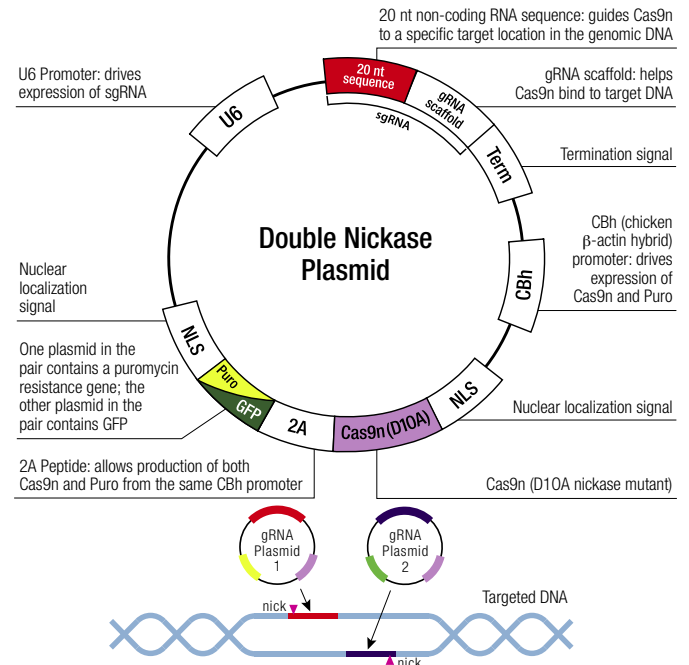 20 nt non-coding RNA sequence: guides Cas9n
to a specific target location in the genomic DNA
U6 Promoter: drives
expression of sgRNA
gRNA scaffold: helps
Cas9n bind to target DNA
20 nt
sequence
gRNA
scaffold
sgRNA
U6
Term
Termination signal
Double Nickase
Plasmid
CBh (chicken
β-actin hybrid)
promoter: drives
expression of
Cas9n and Puro
CBh
Nuclear
localization
signal
NLS
One plasmid in the
pair contains a puromycin
resistance gene; the
other plasmid in the
pair contains GFP
Puro
GFP
2A
Cas9n (D10A)
NLS
Nuclear localization signal
2A Peptide: allows production of both
Cas9n and Puro from the same CBh promoter
Cas9n (D10A nickase mutant)
gRNA
Plasmid
1
gRNA
Plasmid
2
Targeted DNA
nick
nick